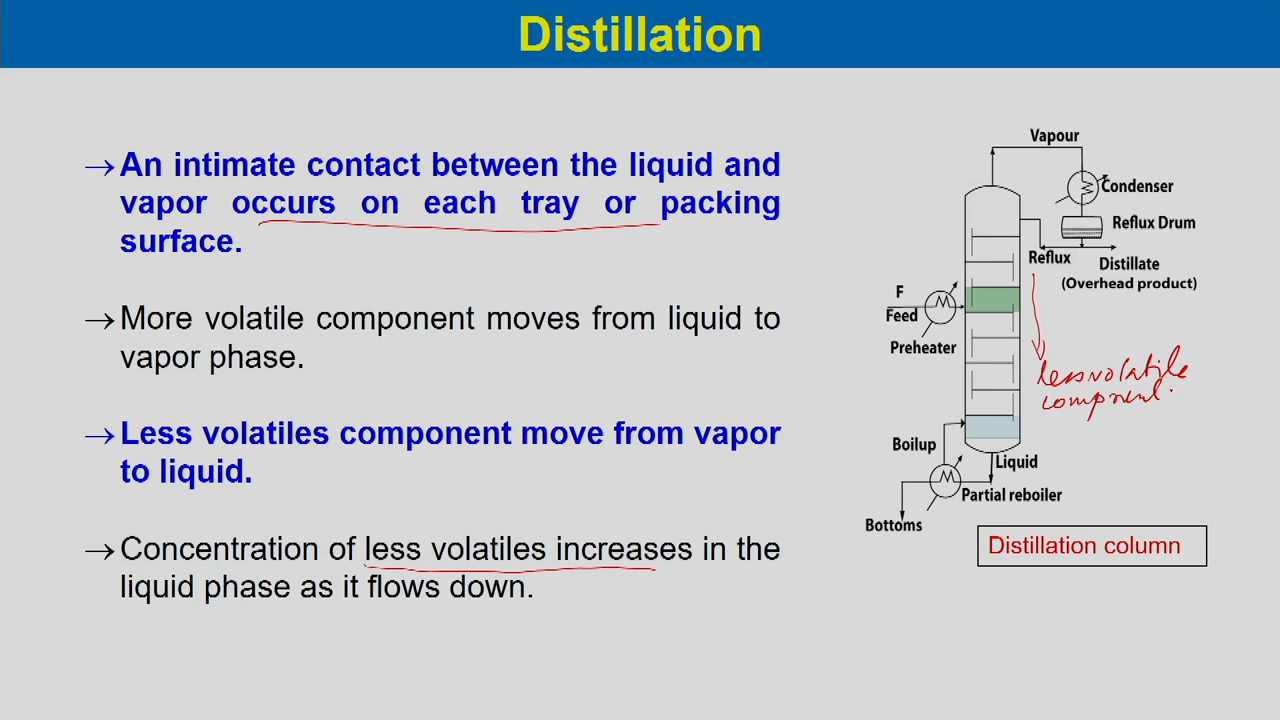 Distillation
→ An intimate contact between the liquid and
vapor occurs on each tray or packing
surface.
→ More volatile component moves from liquid to
vapor phase.
→ Less volatiles component move from vapor
to liquid.
→ Concentration of less volatiles increases in the
liquid phase as it flows down.
Vapour
Condenser
Reflux Drum
Reflux
Distillate
(Overhead product)
F
Feed
Preheater
less volatile
component.
Boilup
Liquid
Partial reboiler
Bottoms
Distillation column